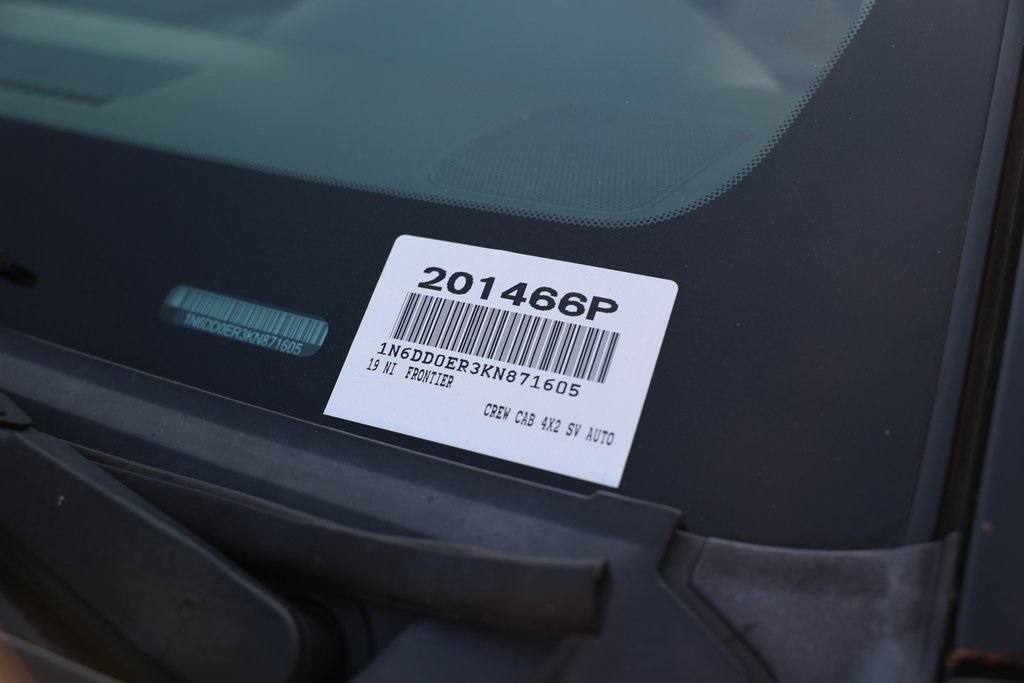 201466P
1N6DD0ER3KN871605
19 NI FRONTIER
CREW CAB 4X2 SV AUTO
1N6DD0ER3KN871605